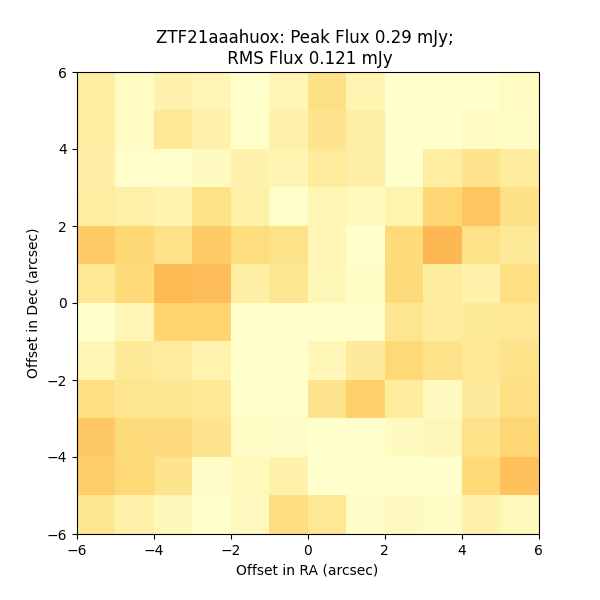 ZTF21aaahuox: Peak Flux 0.29 mJy;
RMS Flux 0.121 mJy
6
4
2
0
−2
−4
−6
Offset in Dec (arcsec)
−6 −4 −2 0 2 4 6
Offset in RA (arcsec)